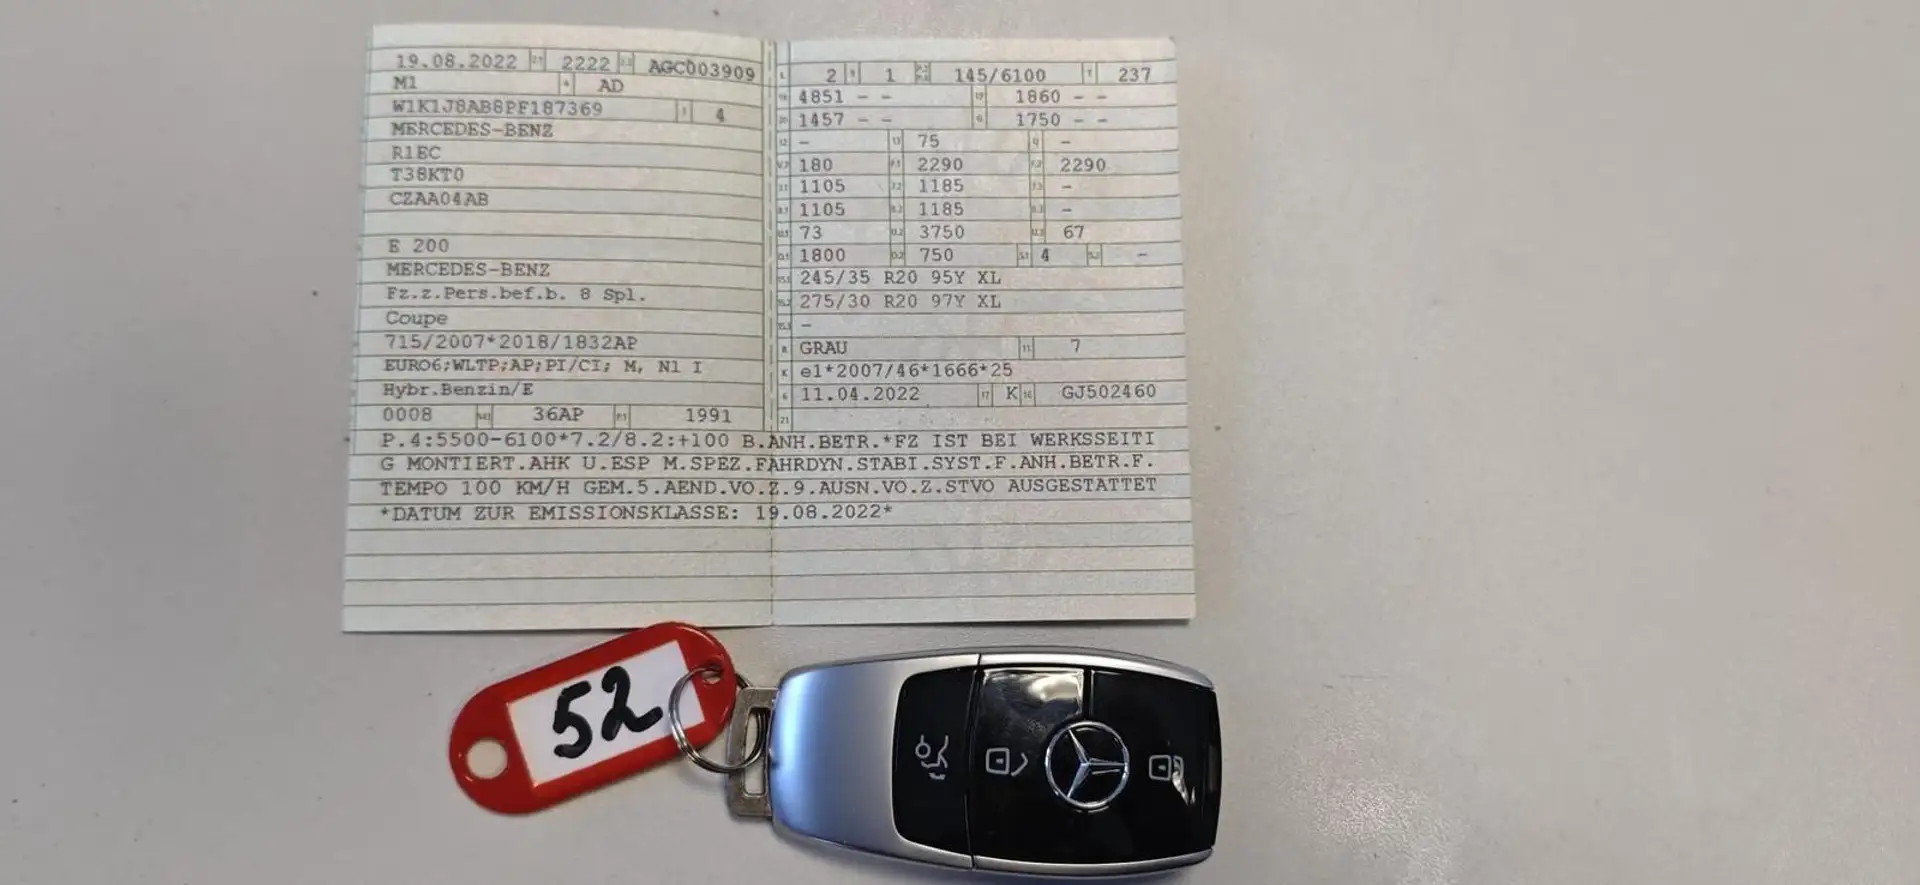 19.08.2022 2222 AGC003909
M1 AD
W1K1J8AB8PF187369 4
MERCEDES-BENZ
R1EC
T38KT0
CZAA04AB
E 200
MERCEDES-BENZ
Fz.z.Pers.bef.b. 8 Spl.
Coupe
715/2007*2018/1832AP
EURO6;WLTP;AP;PI/CI; M, N1 I
Hybr.Benzin/E
0008 36AP 1991
2 1 145/6100 237
4851 - - 1860 - -
1457 - - 1750 - -
- 75 -
180 2290 2290
1105 1185 -
1105 1185 -
73 3750 67
1800 750 4 -
245/35 R20 95Y XL
275/30 R20 97Y XL
-
GRAU 11 7
K e1*2007/46*1666*25
6 11.04.2022 17 K 16 GJ502460
21
P.4:5500-6100*7.2/8.2:+100 B.ANH.BETR.*FZ IST BEI WERKSSEITI
G MONTIERT.AHK U.ESP M.SPEZ.FAHRDYN.STABI.SYST.F.ANH.BETR.F.
TEMPO 100 KM/H GEM.5.AEND.VO.Z.9.AUSN.VO.Z.STVO AUSGESTATTET
*DATUM ZUR EMISSIONSKLASSE: 19.08.2022*
52